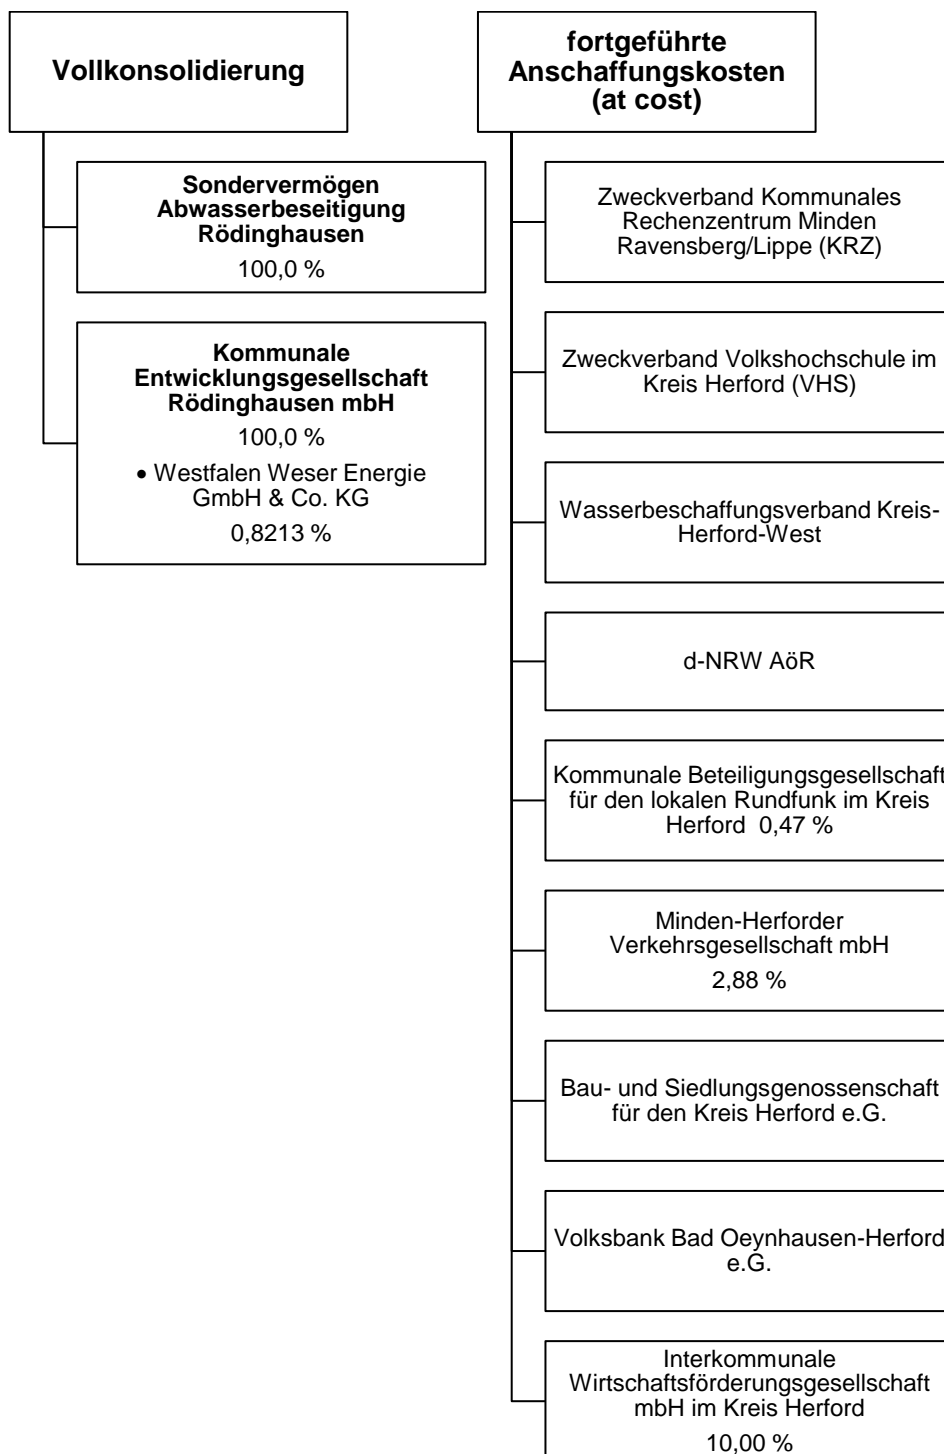 Vollkonsolidierung
Sondervermögen
Abwasserbeseitigung
Rödinghausen
100,0 %
Kommunale
Entwicklungsgesellschaft
Rödinghausen mbH
100,0 %
• Westfalen Weser Energie
GmbH & Co. KG
0,8213 %
fortgeführte
Anschaffungskosten
(at cost)
Zweckverband Kommunales
Rechenzentrum Minden
Ravensberg/Lippe (KRZ)
Zweckverband Volkshochschule im
Kreis Herford (VHS)
Wasserbeschaffungsverband Kreis-
Herford-West
d-NRW AöR
Kommunale Beteiligungsgesellschaft
für den lokalen Rundfunk im Kreis
Herford 0,47 %
Minden-Herforder
Verkehrsgesellschaft mbH
2,88 %
Bau- und Siedlungsgenossenschaft
für den Kreis Herford e.G.
Volksbank Bad Oeynhausen-Herford
e.G.
Interkommunale
Wirtschaftsförderungsgesellschaft
mbH im Kreis Herford
10,00 %